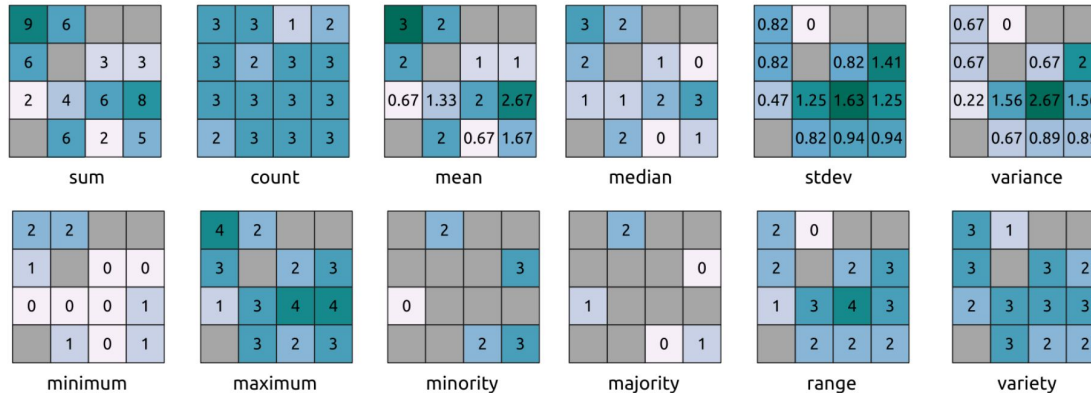 9 6 3 3 1 2 3 2 3 2 0.82 0 0.67 0
6 3 3 3 2 3 3 2 1 1 2 1 0 0.82 0.82 1.41 0.67 0.67 2
2 4 6 8 3 3 3 3 0.67 1.33 2 2.67 1 1 2 3 0.47 1.25 1.63 1.25 0.22 1.56 2.67
6 2 5 2 3 3 3 2 0.67 1.67 2 0 1 0.82 0.94 0.94 0.67 0.89
sum count mean median stdev variance
2 2 4 2 2 2 2 0 3 1
1 0 0 3 2 3 3 0 2 2 3 3 3 2
0 0 0 1 1 3 4 4 0 1 1 3 4 3 2 3 3 3
1 0 1 3 2 3 2 3 0 1 2 2 2 3 2 2
minimum maximum minority majority range variety